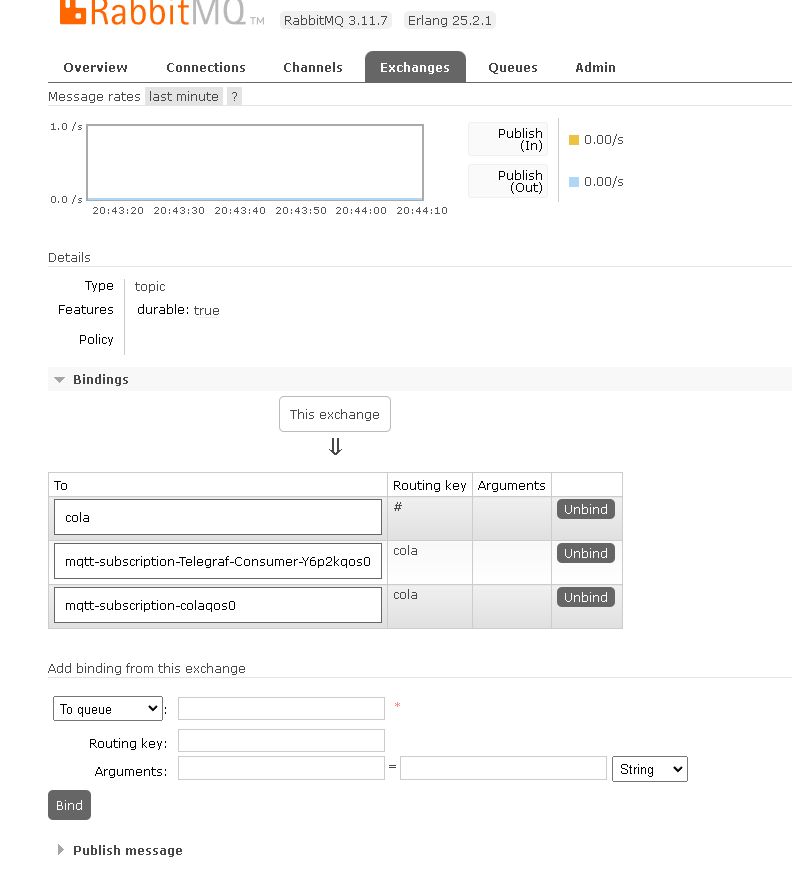 RabbitMQ TM RabbitMQ 3.11.7 Erlang 25.2.1
Overview Connections Channels Exchanges Queues Admin
Message rates last minute ?
1.0 /s
0.0 /s
20:43:20 20:43:30 20:43:40 20:43:50 20:44:00 20:44:10
Publish
(In)
0.00/s
Publish
(Out)
0.00/s
Details
Type topic
Features durable: true
Policy
Bindings
This exchange
⇓
To Routing key Arguments
cola # Unbind
mqtt-subscription-Telegraf-Consumer-Y6p2kqos0 cola Unbind
mqtt-subscription-colaqos0 cola Unbind
Add binding from this exchange
To queue : *
Routing key:
Arguments: = String
Bind
Publish message